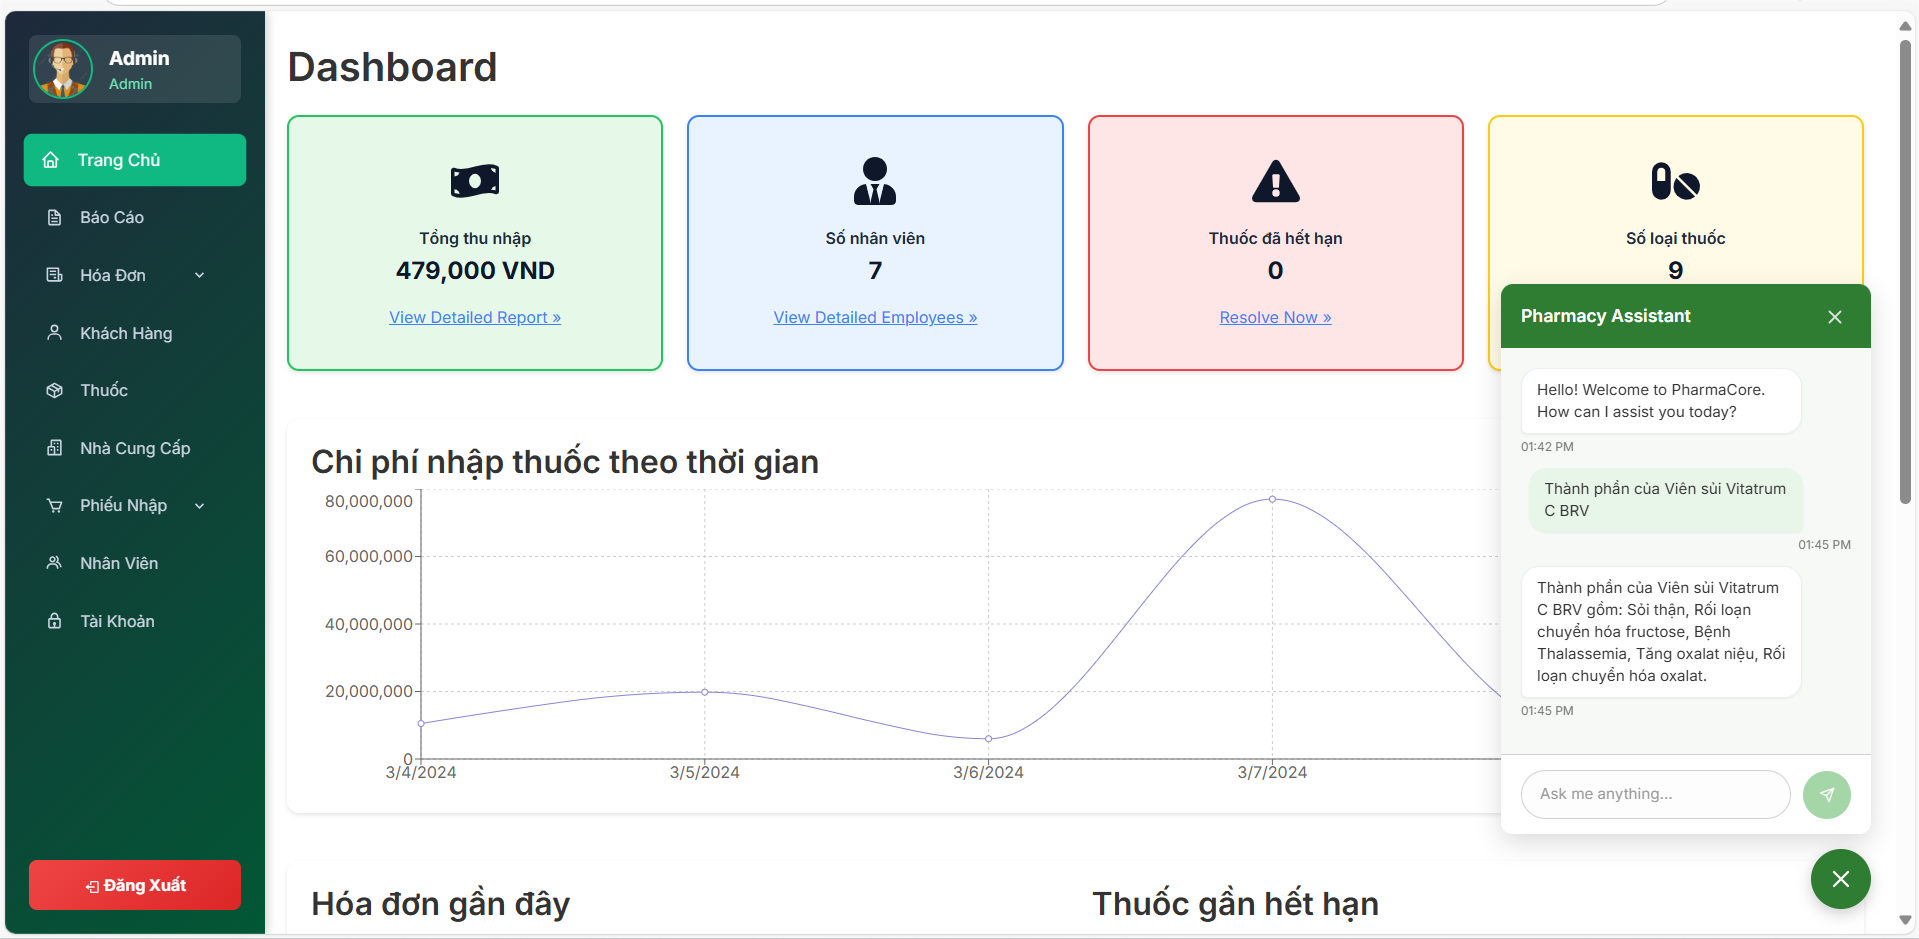 Admin
Admin
Trang Chủ
Báo Cáo
Hóa Đơn
Khách Hàng
Thuốc
Nhà Cung Cấp
Phiếu Nhập
Nhân Viên
Tài Khoản
Đăng Xuất
Dashboard
Tổng thu nhập
479,000 VND
View Detailed Report »
Số nhân viên
7
View Detailed Employees »
Thuốc đã hết hạn
0
Resolve Now »
Số loại thuốc
9
Chi phí nhập thuốc theo thời gian
80,000,000
60,000,000
40,000,000
20,000,000
0
3/4/2024
3/5/2024
3/6/2024
3/7/2024
Hóa đơn gần đây
Thuốc gần hết hạn
Pharmacy Assistant
Hello! Welcome to PharmaCore.
How can I assist you today?
01:42 PM
Thành phần của Viên sủi Vitatrum
C BRV
01:45 PM
Thành phần của Viên sủi Vitatrum
C BRV gồm: Sỏi thận, Rối loạn
chuyển hóa fructose, Bệnh
Thalassemia, Tăng oxalat niệu, Rối
loạn chuyển hóa oxalat.
01:45 PM
Ask me anything...